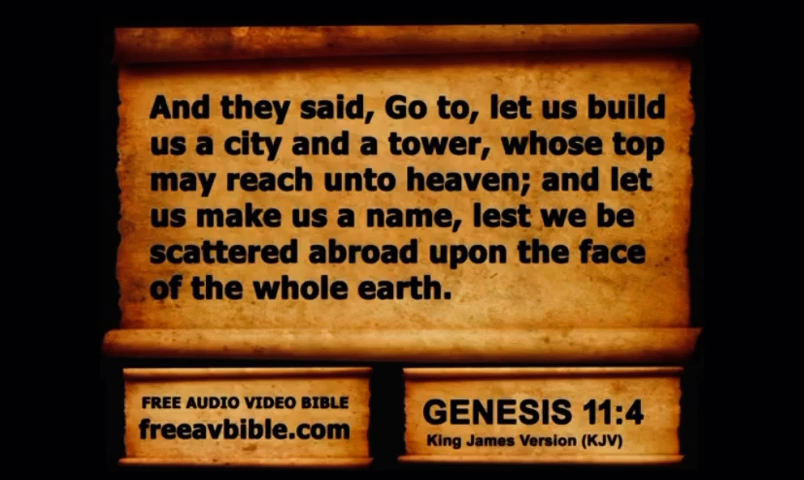 And they said, Go to, let us build
us a city and a tower, whose top
may reach unto heaven; and let
us make us a name, lest we be
scattered abroad upon the face
of the whole earth.
FREE AUDIO VIDEO BIBLE
freeavbible.com
GENESIS 11:4
King James Version (KJV)